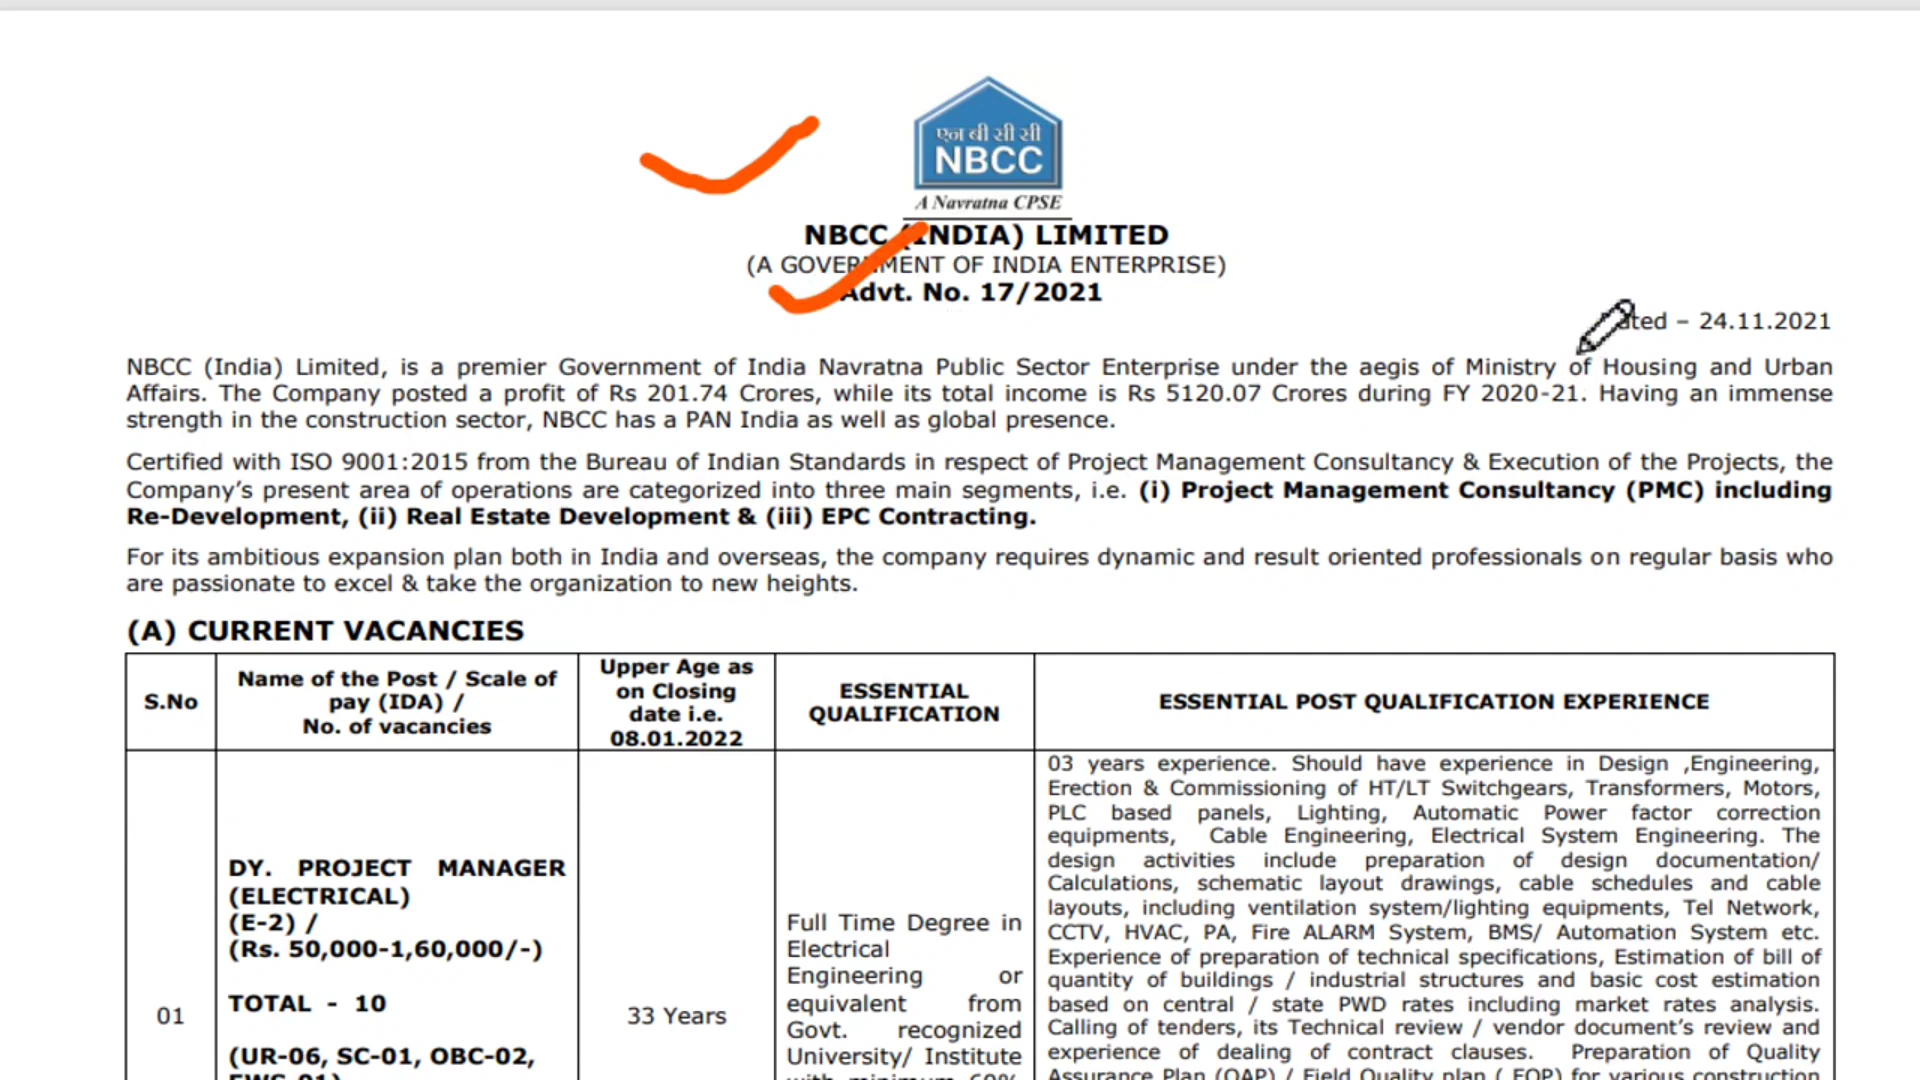 एन बी सी सी
NBCC
A Navratna CPSE
NBCC (INDIA) LIMITED
(A GOVERNMENT OF INDIA ENTERPRISE)
Advt. No. 17/2021
– 24.11.2021
NBCC (India) Limited, is a premier Government of India Navratna Public Sector Enterprise under the aegis of Ministry of Housing and Urban
Affairs. The Company posted a profit of Rs 201.74 Crores, while its total income is Rs 5120.07 Crores during FY 2020-21. Having an immense
strength in the construction sector, NBCC has a PAN India as well as global presence.
Certified with ISO 9001:2015 from the Bureau of Indian Standards in respect of Project Management Consultancy & Execution of the Projects, the
Company's present area of operations are categorized into three main segments, i.e. (i) Project Management Consultancy (PMC) including
Re-Development, (ii) Real Estate Development & (iii) EPC Contracting.
For its ambitious expansion plan both in India and overseas, the company requires dynamic and result oriented professionals on regular basis who
are passionate to excel & take the organization to new heights.
(A) CURRENT VACANCIES
S.No
Name of the Post / Scale of
pay (IDA) /
No. of vacancies
Upper Age as
on Closing
date i.e.
08.01.2022
ESSENTIAL
QUALIFICATION
ESSENTIAL POST QUALIFICATION EXPERIENCE
01
DY. PROJECT MANAGER
(ELECTRICAL)
(E-2) /
(Rs. 50,000-1,60,000/-)
TOTAL - 10
(UR-06, SC-01, OBC-02,
EWS-01)
33 Years
Full Time Degree in
Electrical
Engineering or
equivalent from
Govt. recognized
University/ Institute
with minimum 60%
03 years experience. Should have experience in Design ,Engineering,
Erection & Commissioning of HT/LT Switchgears, Transformers, Motors,
PLC based panels, Lighting, Automatic Power factor correction
equipments, Cable Engineering, Electrical System Engineering. The
design activities include preparation of design documentation/
Calculations, schematic layout drawings, cable schedules and cable
layouts, including ventilation system/lighting equipments, Tel Network,
CCTV, HVAC, PA, Fire ALARM System, BMS/ Automation System etc.
Experience of preparation of technical specifications, Estimation of bill of
quantity of buildings / industrial structures and basic cost estimation
based on central / state PWD rates including market rates analysis.
Calling of tenders, its Technical review / vendor document's review and
experience of dealing of contract clauses. Preparation of Quality
Assurance Plan (QAP) / Field Quality plan ( FQP) for various construction